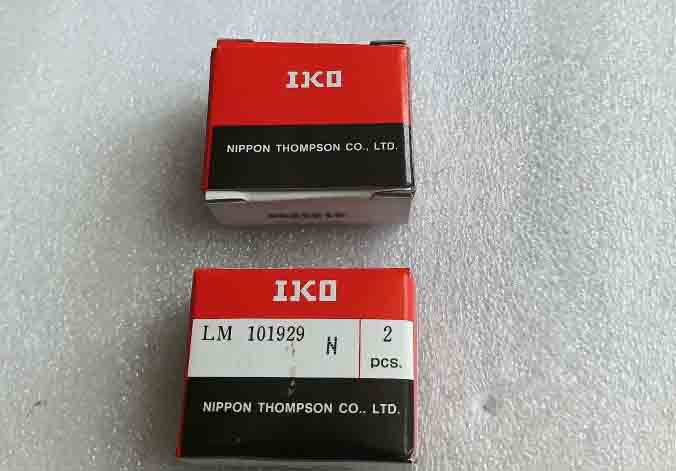 IKO
NIPPON THOMPSON CO., LTD.
IKO
LM 101929 N 2
pcs.
NIPPON THOMPSON CO., LTD.